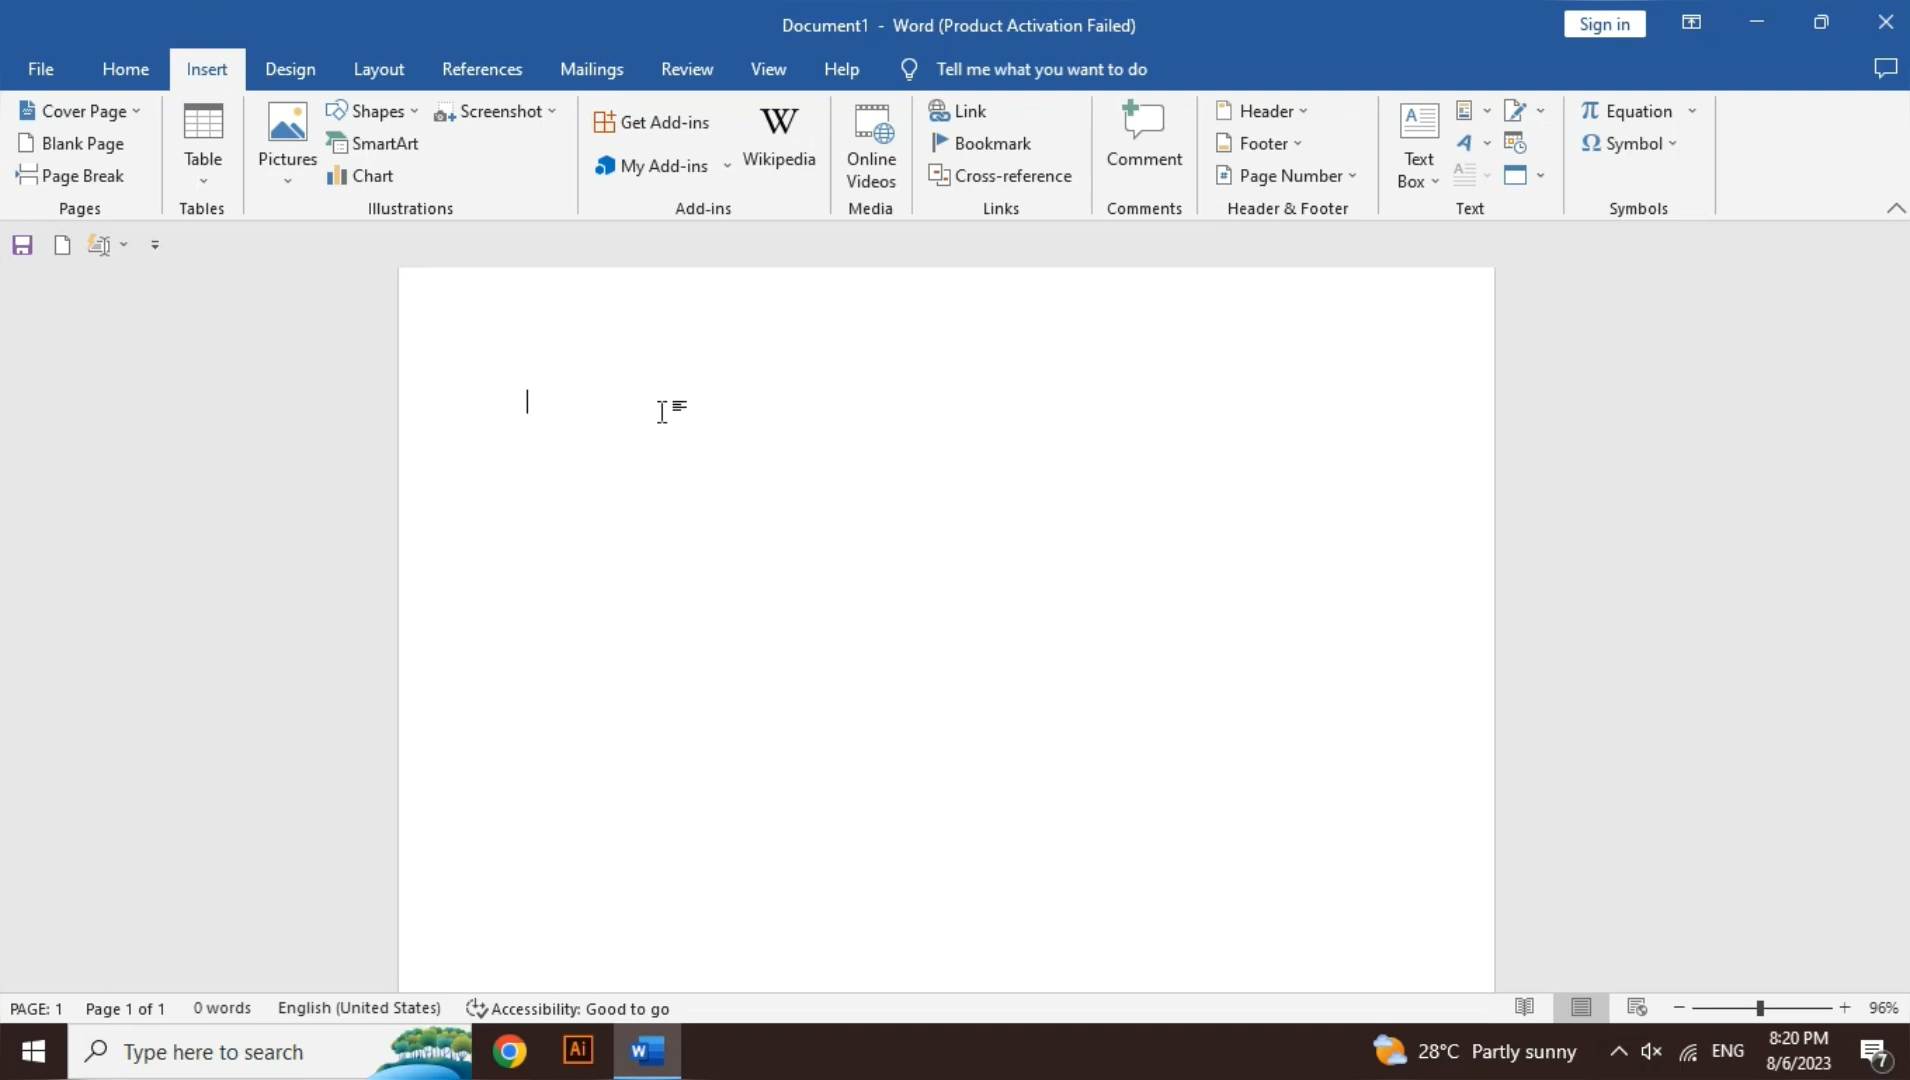 Document1 - Word (Product Activation Failed)
Sign in
File Home Insert Design Layout References Mailings Review View Help Tell me what you want to do
Cover Page
Blank Page
Page Break
Pages
Table
Tables
Pictures
Shapes
SmartArt
Chart
Screenshot
Illustrations
Get Add-ins
My Add-ins
W
Wikipedia
Add-ins
Online
Videos
Media
Link
Bookmark
Cross-reference
Links
Comment
Comments
Header
Footer
Page Number
Header & Footer
Text
Box
Text
Equation
Symbol
Symbols
PAGE: 1 Page 1 of 1 0 words English (United States) Accessibility: Good to go 96%
Type here to search
Ai
W
28°C Partly sunny
ENG
8:20 PM
8/6/2023
7